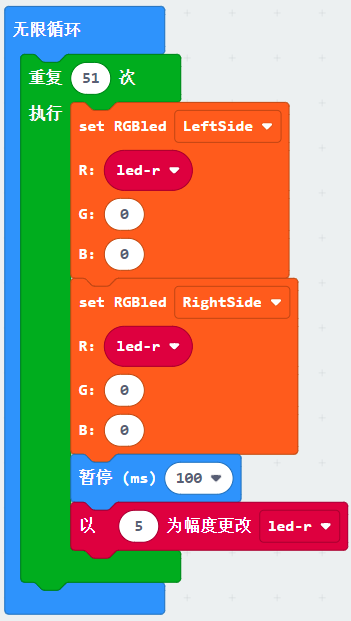 无限循环
重复 51 次
执行
set RGBled LeftSide
R: led-r
G: 0
B: 0
set RGBled RightSide
R: led-r
G: 0
B: 0
暂停 (ms) 100
以 5 为幅度更改 led-r